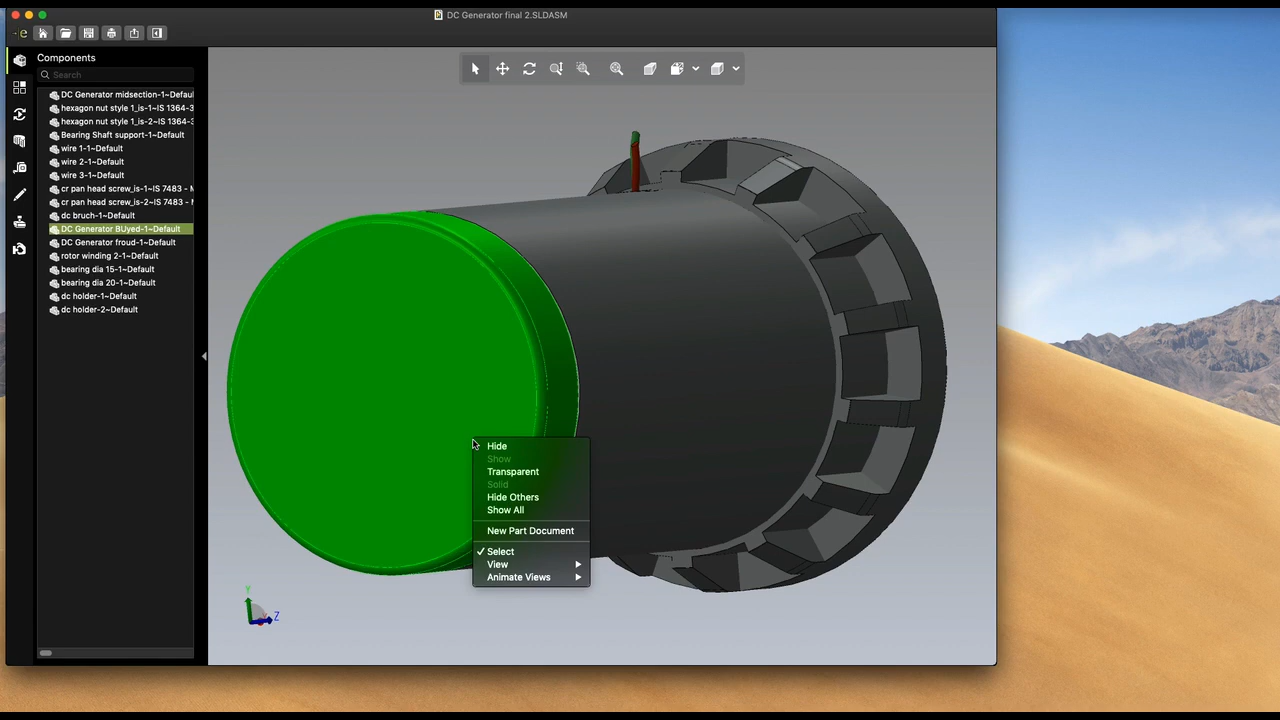 DC Generator final 2.SLDASM
e
Components
Search
DC Generator midsection-1~Defaul
hexagon nut style 1_is-1~IS 1364-3
hexagon nut style 1_is-2~IS 1364-3
Bearing Shaft support-1~Default
wire 1-1~Default
wire 2-1~Default
wire 3-1~Default
cr pan head screw_is-1~IS 7483 - M
cr pan head screw_is-2~IS 7483 - M
dc bruch-1~Default
DC Generator BUyed-1~Default
DC Generator froud-1~Default
rotor winding 2-1~Default
bearing dia 15-1~Default
bearing dia 20-1~Default
dc holder-1~Default
dc holder-2~Default
Hide
Show
Transparent
Solid
Hide Others
Show All
New Part Document
✓ Select
View
Animate Views
Y
Z